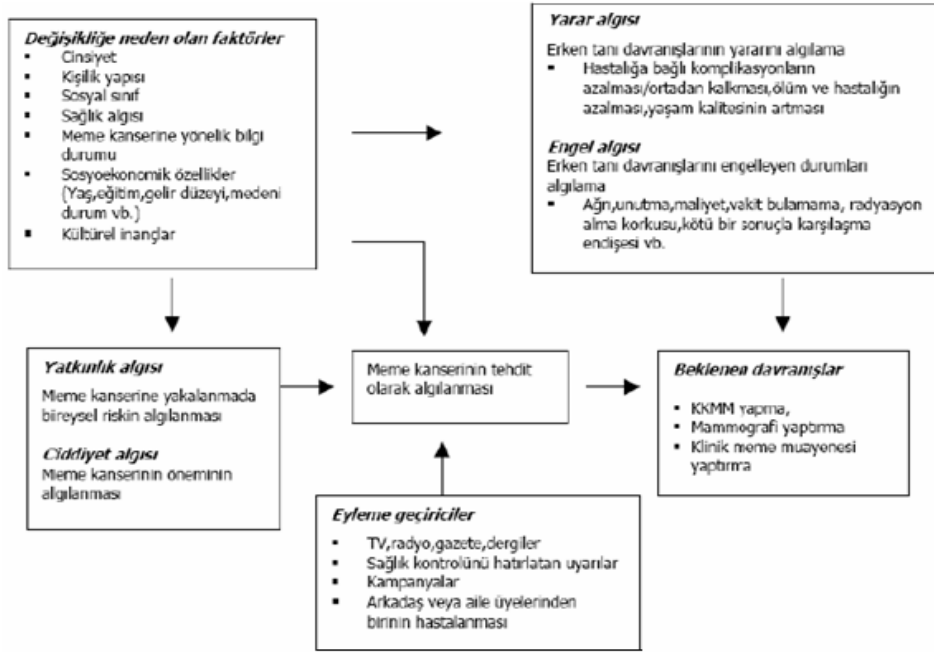 Değişikliğe neden olan faktörler
▪ Cinsiyet
▪ Kişilik yapısı
▪ Sosyal sınıf
▪ Sağlık algısı
▪ Meme kanserine yönelik bilgi
durumu
▪ Sosyoekonomik özellikler
(Yaş,eğitim,gelir düzeyi,medeni
durum vb.)
▪ Kültürel inançlar
Yarar algısı
Erken tanı davranışlarının yararını algılama
▪ Hastalığa bağlı komplikasyonların
azalması/ortadan kalkması,ölüm ve hastalığın
azalması,yaşam kalitesinin artması
Engel algısı
Erken tanı davranışlarını engelleyen durumları
algılama
▪ Ağrı,unutma,maliyet,vakit bulamama, radyasyon
alma korkusu,kötü bir sonuçla karşılaşma
endişesi vb.
Yatkınlık algısı
Meme kanserine yakalanmada
bireysel riskin algılanması
Ciddiyet algısı
Meme kanserinin öneminin
algılanması
Meme kanserinin tehdit
olarak algılanması
Beklenen davranışlar
▪ KKMM yapma,
▪ Mammografi yaptırma
▪ Klinik meme muayenesi
yaptırma
Eyleme geçiriciler
▪ TV,radyo,gazete,dergiler
▪ Sağlık kontrolünü hatırlatan uyarılar
▪ Kampanyalar
▪ Arkadaş veya aile üyelerinden
birinin hastalanması